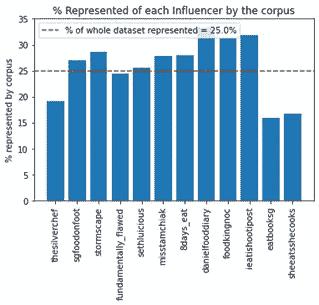 % Represented of each Influencer by the corpus
% of whole dataset represented = 25.0%
35
30
25
20
15
10
5
0
% represented by corpus
thesilverchef
sgfoodonfoot
stormscape
fundamentally_flawed
sethluicious
misstamchiak
8days_eat
danielfooddiary
foodkingnoc
ieatishootipost
eatbooksg
sheeatsshecooks